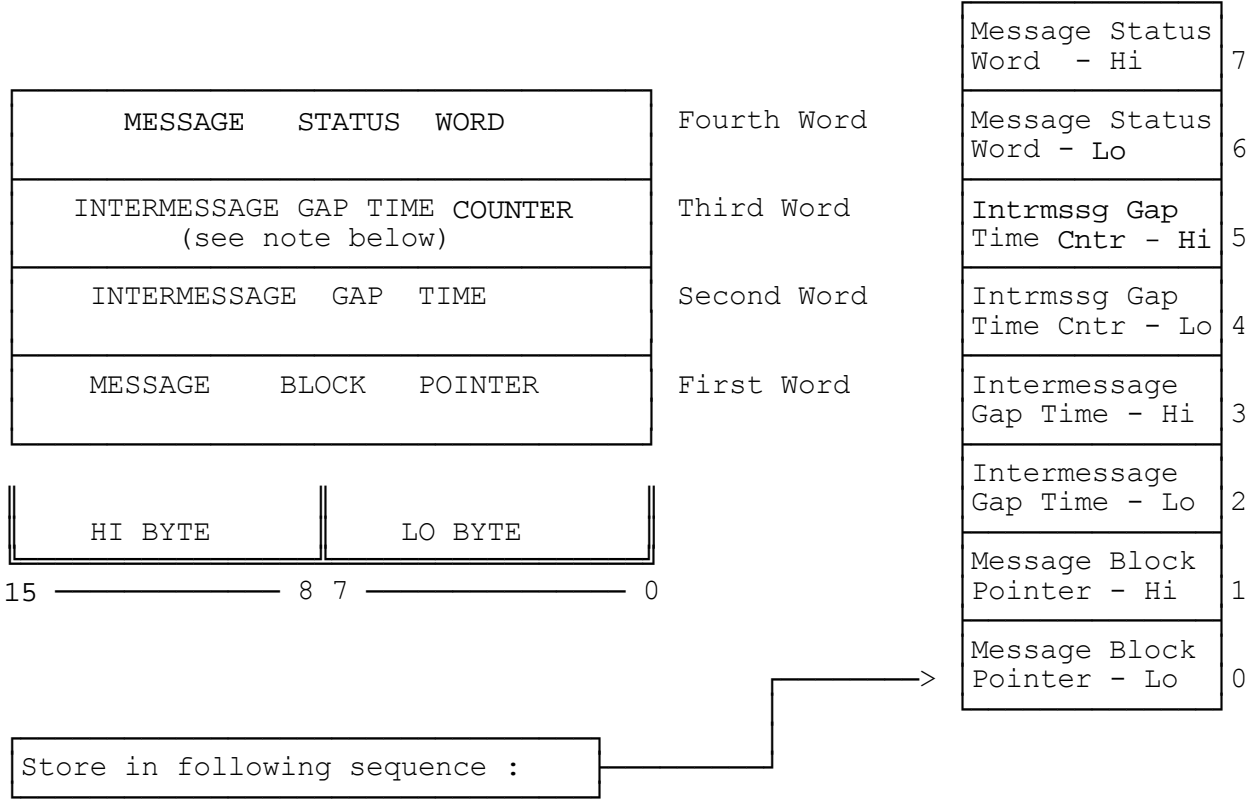 MESSAGE STATUS WORD
Fourth Word
INTERMESSAGE GAP TIME COUNTER
(see note below)
Third Word
INTERMESSAGE GAP TIME
Second Word
MESSAGE BLOCK POINTER
First Word
HI BYTE
LO BYTE
15
8
7
0
Store in following sequence :
>
Message Status
Word - Hi
7
Message Status
Word - Lo
6
Intrmssg Gap
Time Cntr - Hi
5
Intrmssg Gap
Time Cntr - Lo
4
Intermessage
Gap Time - Hi
3
Intermessage
Gap Time - Lo
2
Message Block
Pointer - Hi
1
Message Block
Pointer - Lo
0